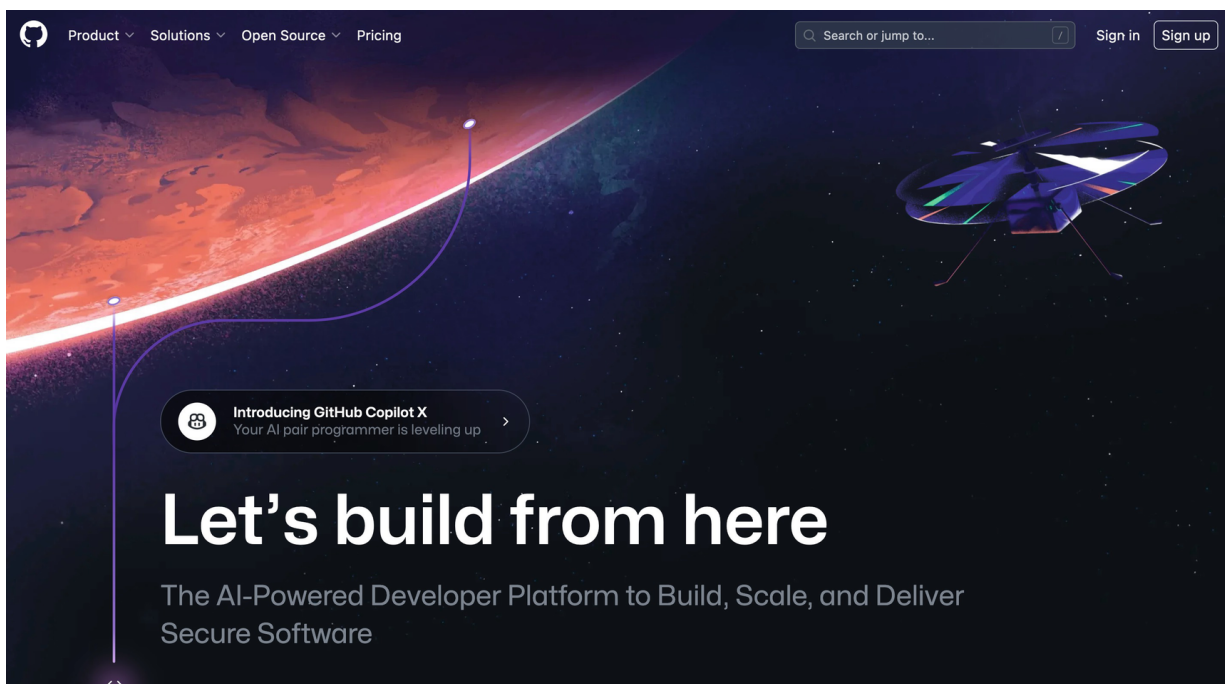 Product
Solutions
Open Source
Pricing
Search or jump to...
/
Sign in
Sign up
Introducing GitHub Copilot X
Your AI pair programmer is leveling up
Let’s build from here
The AI-Powered Developer Platform to Build, Scale, and Deliver
Secure Software